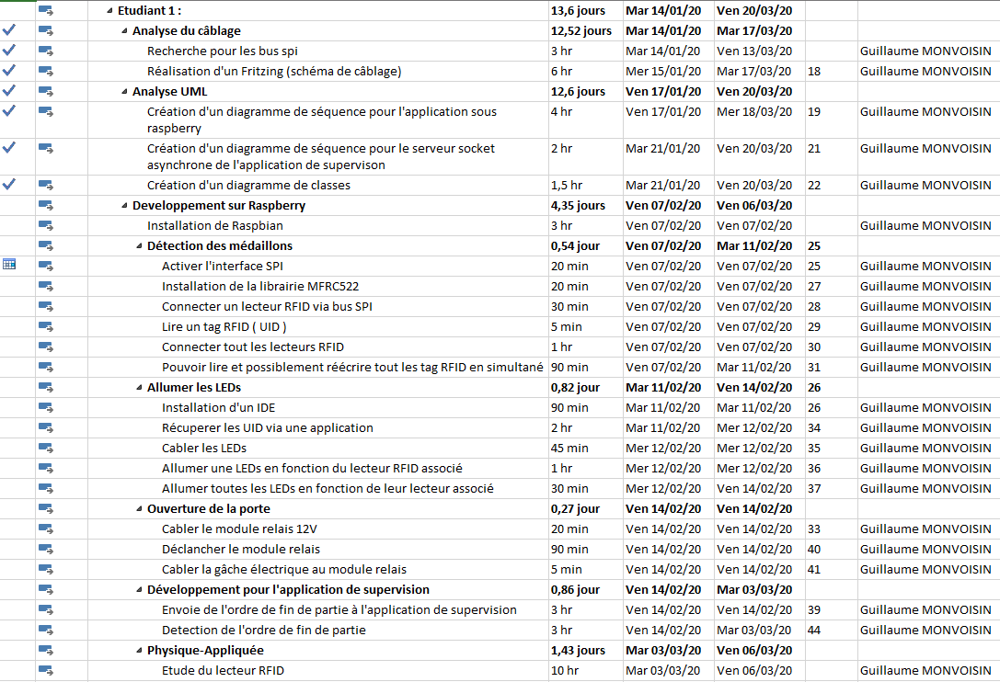 Etudiant 1 : 13,6 jours Mar 14/01/20 Ven 20/03/20
Analyse du câblage 12,52 jours Mar 14/01/20 Mar 17/03/20
Recherche pour les bus spi 3 hr Mar 14/01/20 Ven 13/03/20 Guillaume MONVOISIN
Réalisation d'un Fritzing (schéma de câblage) 6 hr Mer 15/01/20 Mar 17/03/20 18 Guillaume MONVOISIN
Analyse UML 12,6 jours Ven 17/01/20 Ven 20/03/20
Création d'un diagramme de séquence pour l'application sous 4 hr Ven 17/01/20 Mer 18/03/20 19 Guillaume MONVOISIN
raspberry
Création d'un diagramme de séquence pour le serveur socket 2 hr Mar 21/01/20 Ven 20/03/20 21 Guillaume MONVOISIN
asynchrone de l'application de supervison
Création d'un diagramme de classes 1,5 hr Mar 21/01/20 Ven 20/03/20 22 Guillaume MONVOISIN
Developpement sur Raspberry 4,35 jours Ven 07/02/20 Ven 06/03/20
Installation de Raspbian 3 hr Ven 07/02/20 Ven 07/02/20 Guillaume MONVOISIN
Détection des médaillons 0,54 jour Ven 07/02/20 Mar 11/02/20 25
Activer l'interface SPI 20 min Ven 07/02/20 Ven 07/02/20 25 Guillaume MONVOISIN
Installation de la librairie MFRC522 20 min Ven 07/02/20 Ven 07/02/20 27 Guillaume MONVOISIN
Connecter un lecteur RFID via bus SPI 30 min Ven 07/02/20 Ven 07/02/20 28 Guillaume MONVOISIN
Lire un tag RFID ( UID ) 5 min Ven 07/02/20 Ven 07/02/20 29 Guillaume MONVOISIN
Connecter tout les lecteurs RFID 1 hr Ven 07/02/20 Ven 07/02/20 30 Guillaume MONVOISIN
Pouvoir lire et possiblement réécrire tout les tag RFID en simultané 90 min Ven 07/02/20 Mar 11/02/20 31 Guillaume MONVOISIN
Allumer les LEDs 0,82 jour Mar 11/02/20 Ven 14/02/20 26
Installation d'un IDE 90 min Mar 11/02/20 Mar 11/02/20 26 Guillaume MONVOISIN
Récuperer les UID via une application 2 hr Mar 11/02/20 Mer 12/02/20 34 Guillaume MONVOISIN
Cabler les LEDs 45 min Mer 12/02/20 Mer 12/02/20 35 Guillaume MONVOISIN
Allumer une LEDs en fonction du lecteur RFID associé 1 hr Mer 12/02/20 Mer 12/02/20 36 Guillaume MONVOISIN
Allumer toutes les LEDs en fonction de leur lecteur associé 30 min Mer 12/02/20 Ven 14/02/20 37 Guillaume MONVOISIN
Ouverture de la porte 0,27 jour Ven 14/02/20 Ven 14/02/20
Cabler le module relais 12V 20 min Ven 14/02/20 Ven 14/02/20 33 Guillaume MONVOISIN
Déclancher le module relais 90 min Ven 14/02/20 Ven 14/02/20 40 Guillaume MONVOISIN
Cabler la gâche électrique au module relais 5 min Ven 14/02/20 Ven 14/02/20 41 Guillaume MONVOISIN
Développement pour l'application de supervision 0,86 jour Ven 14/02/20 Mar 03/03/20
Envoie de l'ordre de fin de partie à l'application de supervision 3 hr Ven 14/02/20 Ven 14/02/20 39 Guillaume MONVOISIN
Detection de l'ordre de fin de partie 3 hr Ven 14/02/20 Mar 03/03/20 44 Guillaume MONVOISIN
Physique-Appliquée 1,43 jours Mar 03/03/20 Ven 06/03/20
Etude du lecteur RFID 10 hr Mar 03/03/20 Ven 06/03/20 Guillaume MONVOISIN